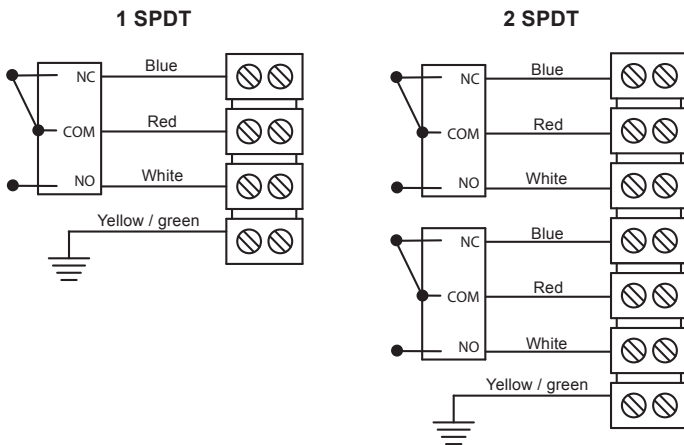 1 SPDT
NC
Blue
COM
Red
NO
White
Yellow / green
2 SPDT
NC
Blue
COM
Red
NO
White
NC
Blue
COM
Red
NO
White
Yellow / green